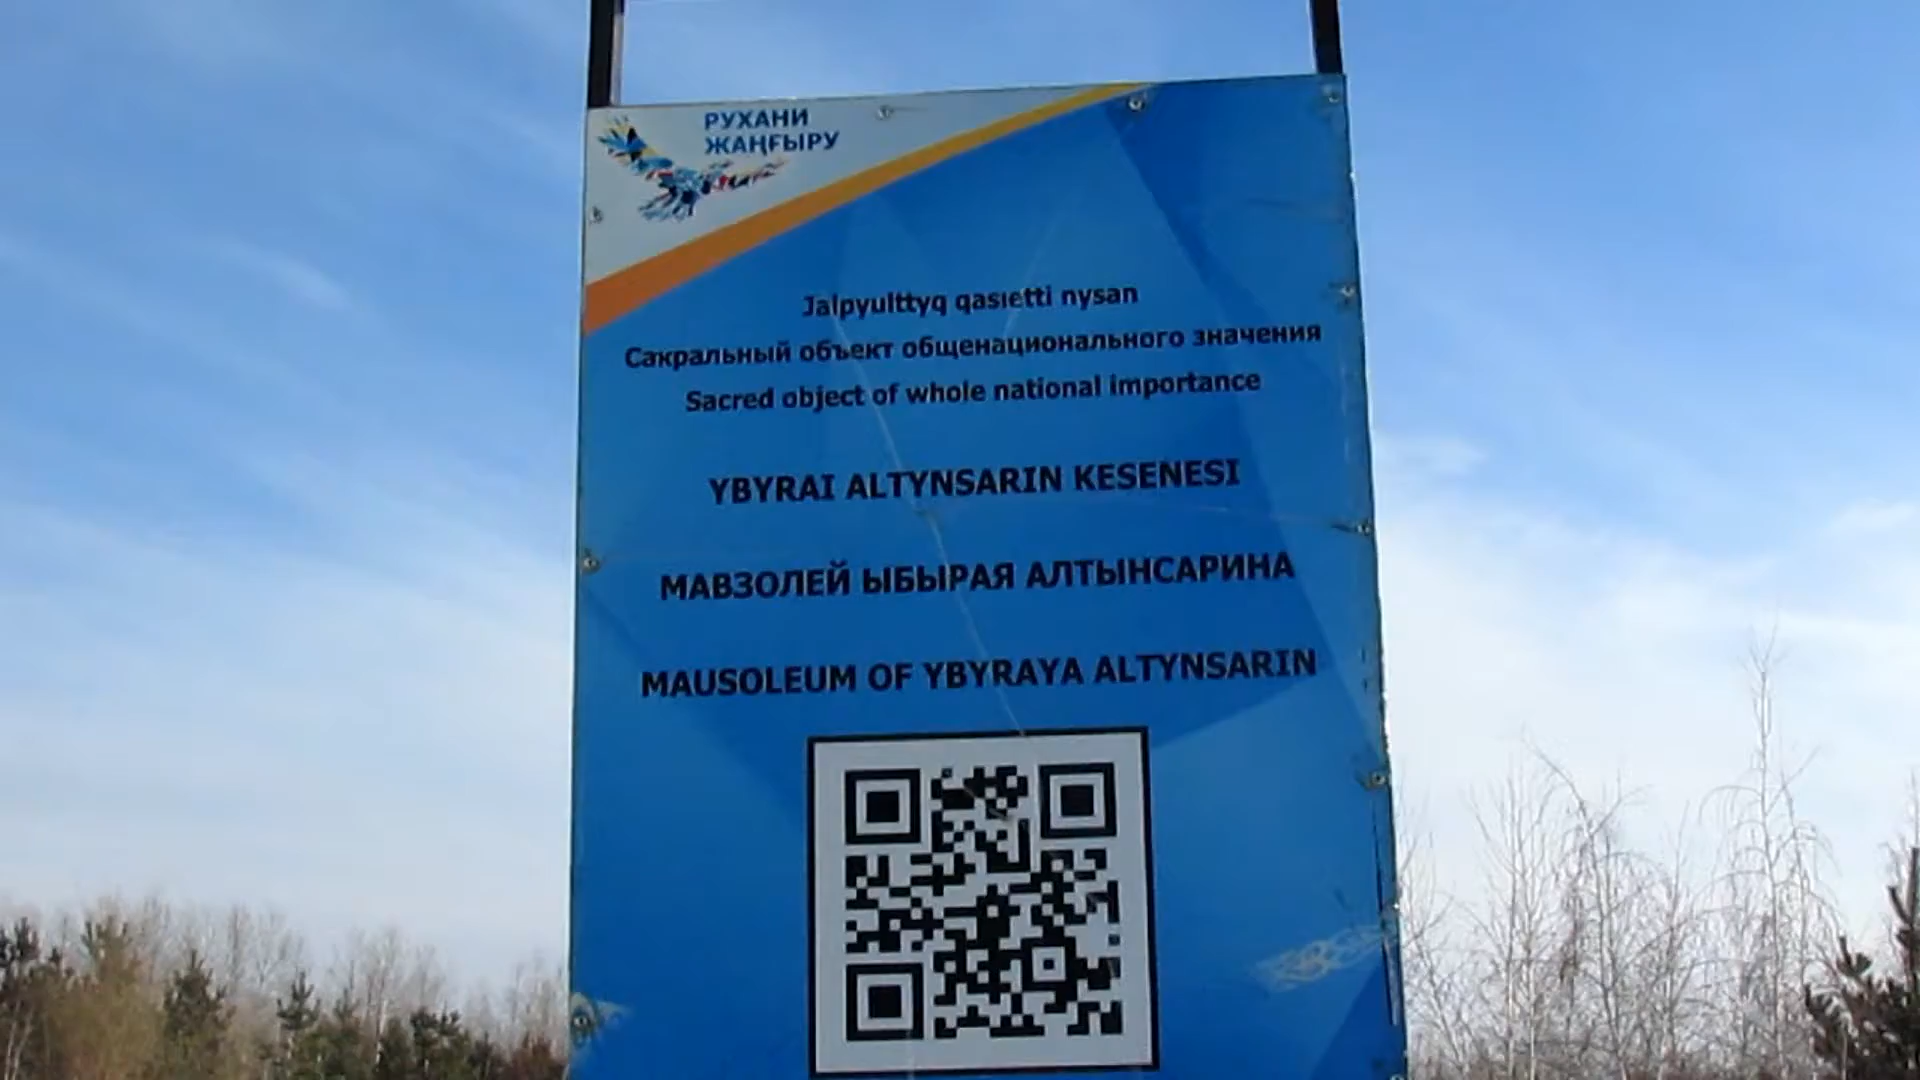 РУХАНИ
ЖАҢҒЫРУ
Jalpyulttyq qasıetti nysan
Сакральный объект общенационального значения
Sacred object of whole national importance
YBYRAI ALTYNSARIN KESENESI
МАВЗОЛЕЙ ЫБЫРАЯ АЛТЫНСАРИНА
MAUSOLEUM OF YBYRAYA ALTYNSARIN